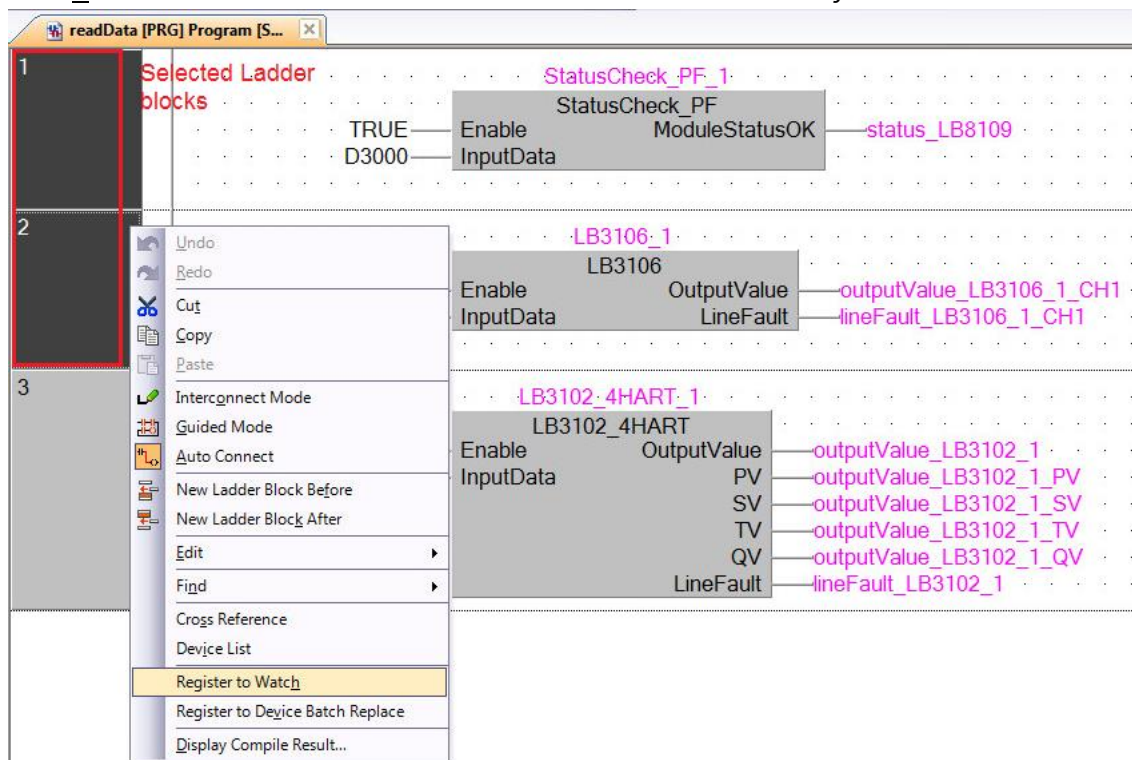 readData [PRG] Program [S...
1
Selected Ladder
blocks
StatusCheck_PF_1
StatusCheck_PF
TRUE Enable ModuleStatusOK status_LB8109
D3000 InputData
2
LB3106_1
LB3106
Enable OutputValue outputValue_LB3106_1_CH1
InputData LineFault lineFault_LB3106_1_CH1
3
LB3102_4HART_1
LB3102_4HART
Enable OutputValue outputValue_LB3102_1
InputData PV outputValue_LB3102_1_PV
SV outputValue_LB3102_1_SV
TV outputValue_LB3102_1_TV
QV outputValue_LB3102_1_QV
LineFault lineFault_LB3102_1
Undo
Redo
Cut
Copy
Paste
Interconnect Mode
Guided Mode
Auto Connect
New Ladder Block Before
New Ladder Block After
Edit
Find
Cross Reference
Device List
Register to Watch
Register to Device Batch Replace
Display Compile Result...